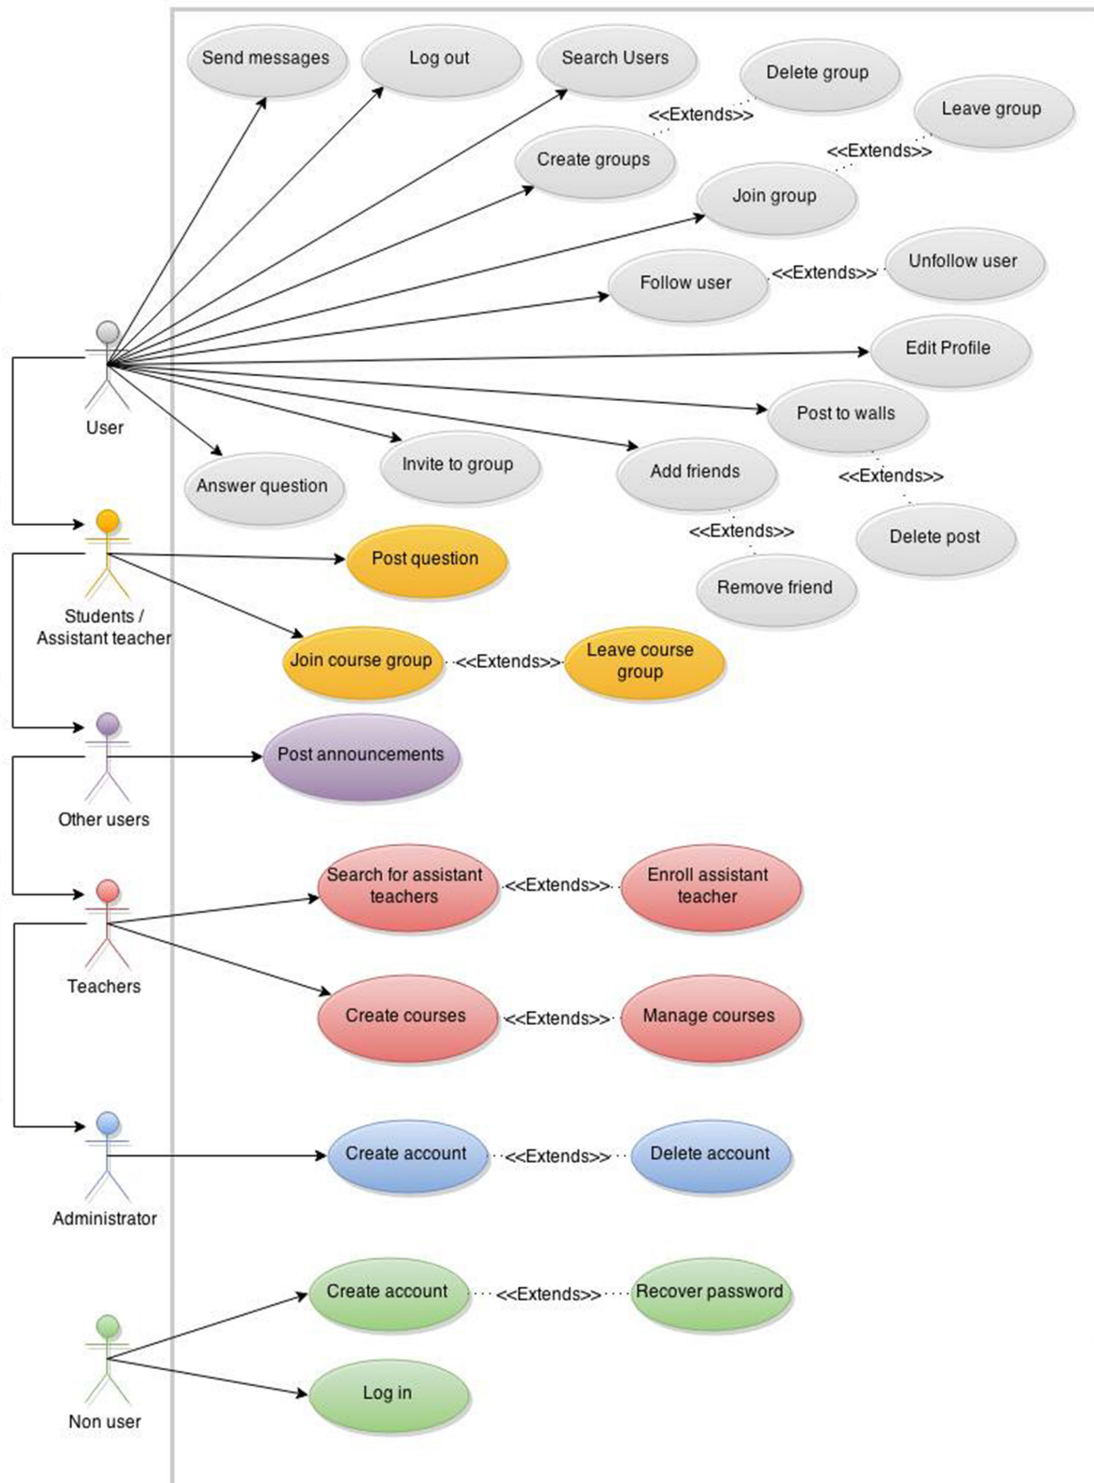 Send messages
Log out
Search Users
Delete group
<<Extends>>
Leave group
Create groups
<<Extends>>
Join group
Follow user
<<Extends>>
Unfollow user
Edit Profile
Post to walls
User
Invite to group
Add friends
<<Extends>>
Answer question
<<Extends>>
Delete post
Post question
Remove friend
Students /
Assistant teacher
Join course group
<<Extends>>
Leave course
group
Post announcements
Other users
Search for assistant
teachers
<<Extends>>
Enroll assistant
teacher
Teachers
Create courses
<<Extends>>
Manage courses
Create account
<<Extends>>
Delete account
Administrator
Create account
<<Extends>>
Recover password
Log in
Non user